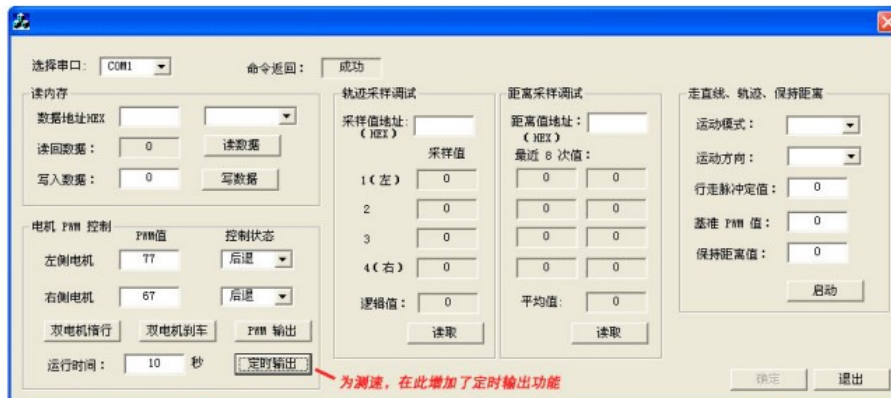 选择串口: COM1 命令返回： 成功
读内存
数据地址HEX
读回数据： 0 读数据
写入数据： 0 写数据
电机 PWM 控制
PWM值 控制状态
左侧电机 77 后退
右侧电机 67 后退
双电机惰行 双电机刹车 PWM 输出
运行时间： 10 秒 定时输出
轨迹采样调试
采样值地址:
(HEX)
采样值
1(左) 0
2 0
3 0
4(右) 0
逻辑值： 0
读取
距离采样调试
距离值地址：
(HEX)
最近 8 次值：
0 0
0 0
0 0
0 0
平均值: 0
读取
走直线、轨迹、保持距离
运动模式：
运动方向：
行走脉冲定值： 0
基准 PWM 值： 0
保持距离值： 0
启动
为测速，在此增加了定时输出功能
确定 退出